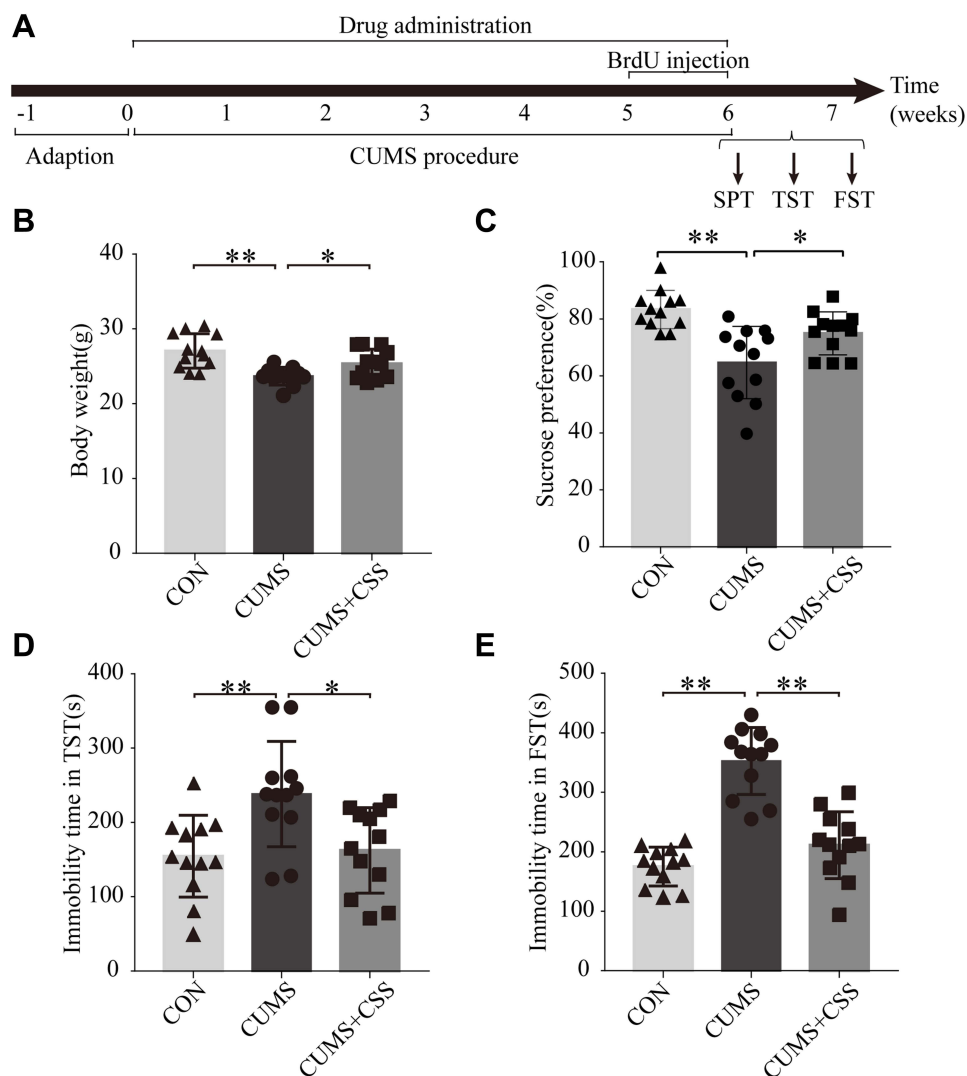 A
Drug administration
BrdU injection
Time
(weeks)
-1 0 1 2 3 4 5 6 7
Adaption
CUMS procedure
SPT TST FST
B
Body weight(g)
40
30
20
10
0
** *
CON CUMS CUMS+CSS
C
Sucrose preference(%)
100
80
60
40
20
0
** *
CON CUMS CUMS+CSS
D
Immobility time in TST(s)
400
300
200
100
0
** *
CON CUMS CUMS+CSS
E
Immobility time in FST(s)
500
400
300
200
100
0
** **
CON CUMS CUMS+CSS